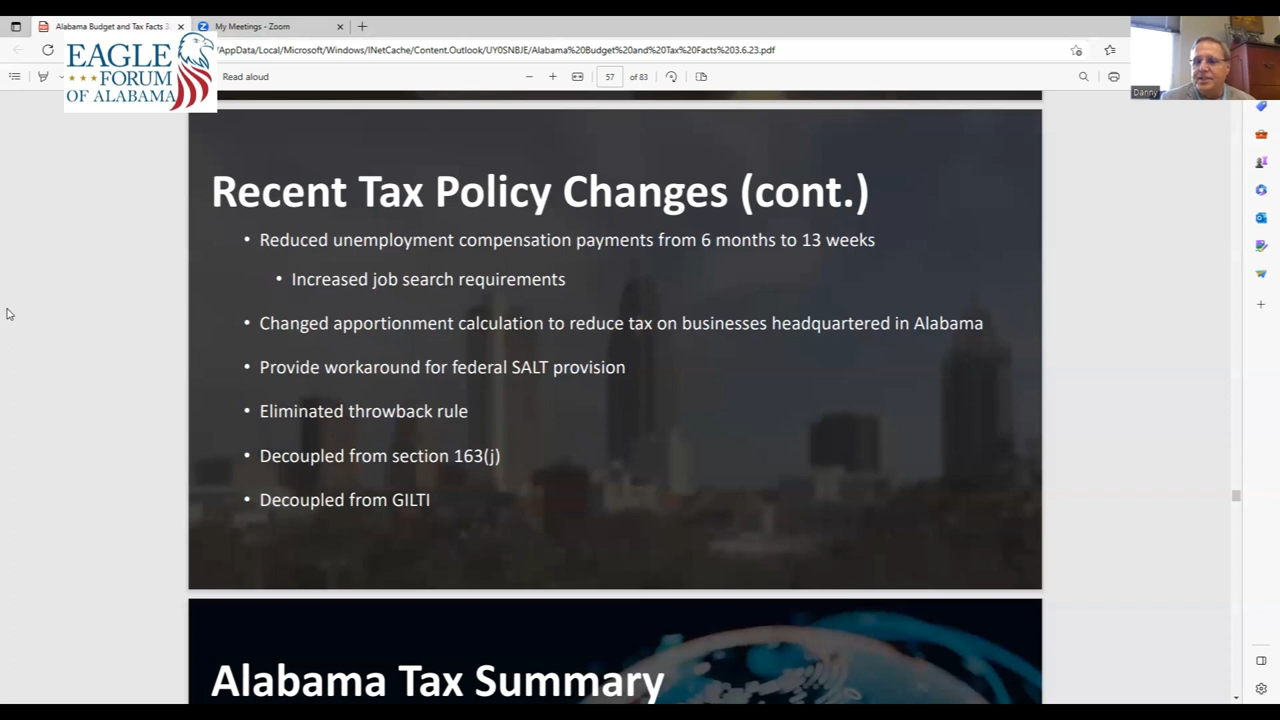 Alabama Budget and Tax Facts 3
My Meetings - Zoom
EAGLE
FORUM
OF ALABAMA
/AppData/Local/Microsoft/Windows/INetCache/Content.Outlook/UY0SNBJE/Alabama%20Budget%20and%20Tax%20Facts%203.6.23.pdf
Read aloud
57 of 83
Danny
Recent Tax Policy Changes (cont.)
• Reduced unemployment compensation payments from 6 months to 13 weeks
• Increased job search requirements
• Changed apportionment calculation to reduce tax on businesses headquartered in Alabama
• Provide workaround for federal SALT provision
• Eliminated throwback rule
• Decoupled from section 163(j)
• Decoupled from GILTI
Alabama Tax Summary